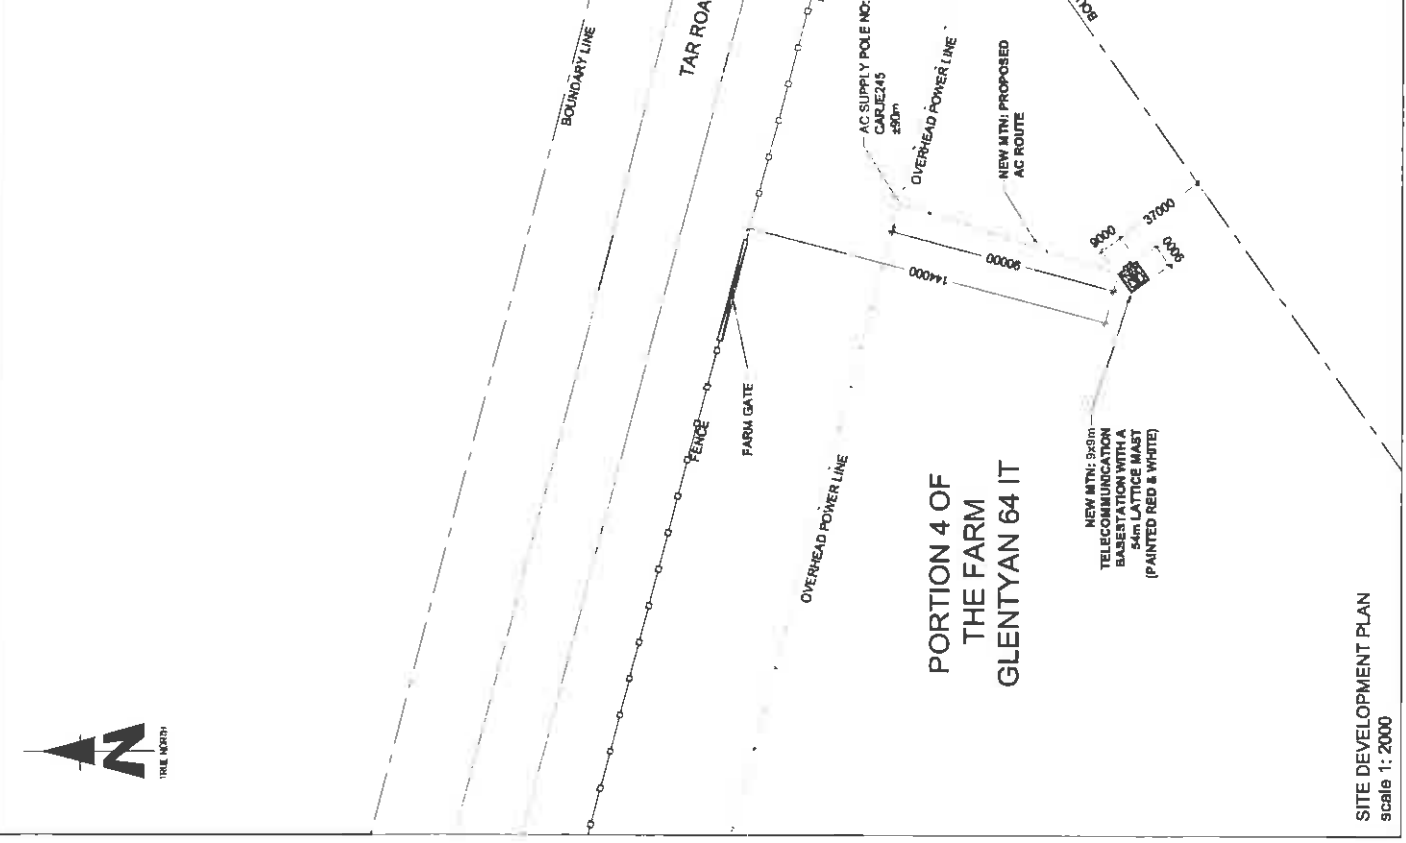 N
TRUE NORTH
BOUNDARY LINE
TAR ROA
FENCE
FARM GATE
AC SUPPLY POLE NO:
CARJE245
±90m
OVERHEAD POWER LINE
NEW MTN: PROPOSED
AC ROUTE
BOU
144000
90000
9000
37000
9000
OVERHEAD POWER LINE
PORTION 4 OF
THE FARM
GLENTYAN 64 IT
NEW MTN: 9x9m
TELECOMMUNICATION
BASESTATION WITH A
54m LATTICE MAST
(PAINTED RED & WHITE)
SITE DEVELOPMENT PLAN
scale 1: 2000